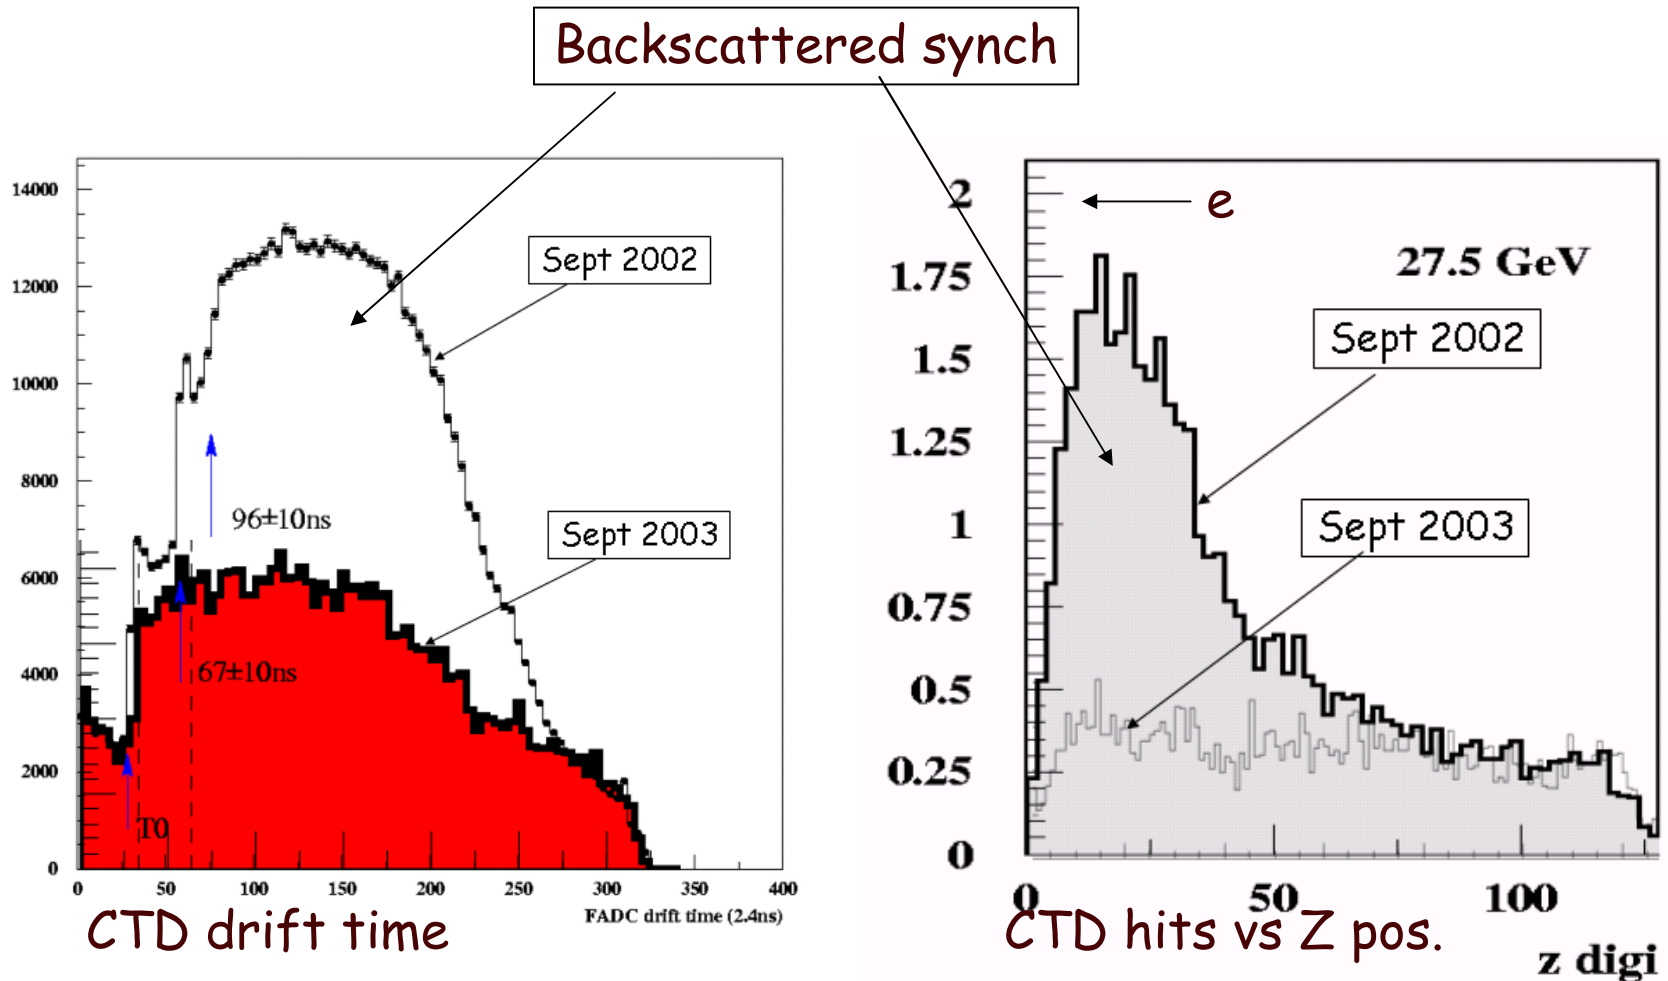 Backscattered synch
14000
12000
10000
8000
6000
4000
2000
0
Sept 2002
96±10ns
Sept 2003
67±10ns
T0
0 50 100 150 200 250 300 350 400
FADC drift time (2.4ns)
CTD drift time
2
1.75
1.5
1.25
1
0.75
0.5
0.25
0
e
27.5 GeV
Sept 2002
Sept 2003
0 50 100
CTD hits vs Z pos.
z digi